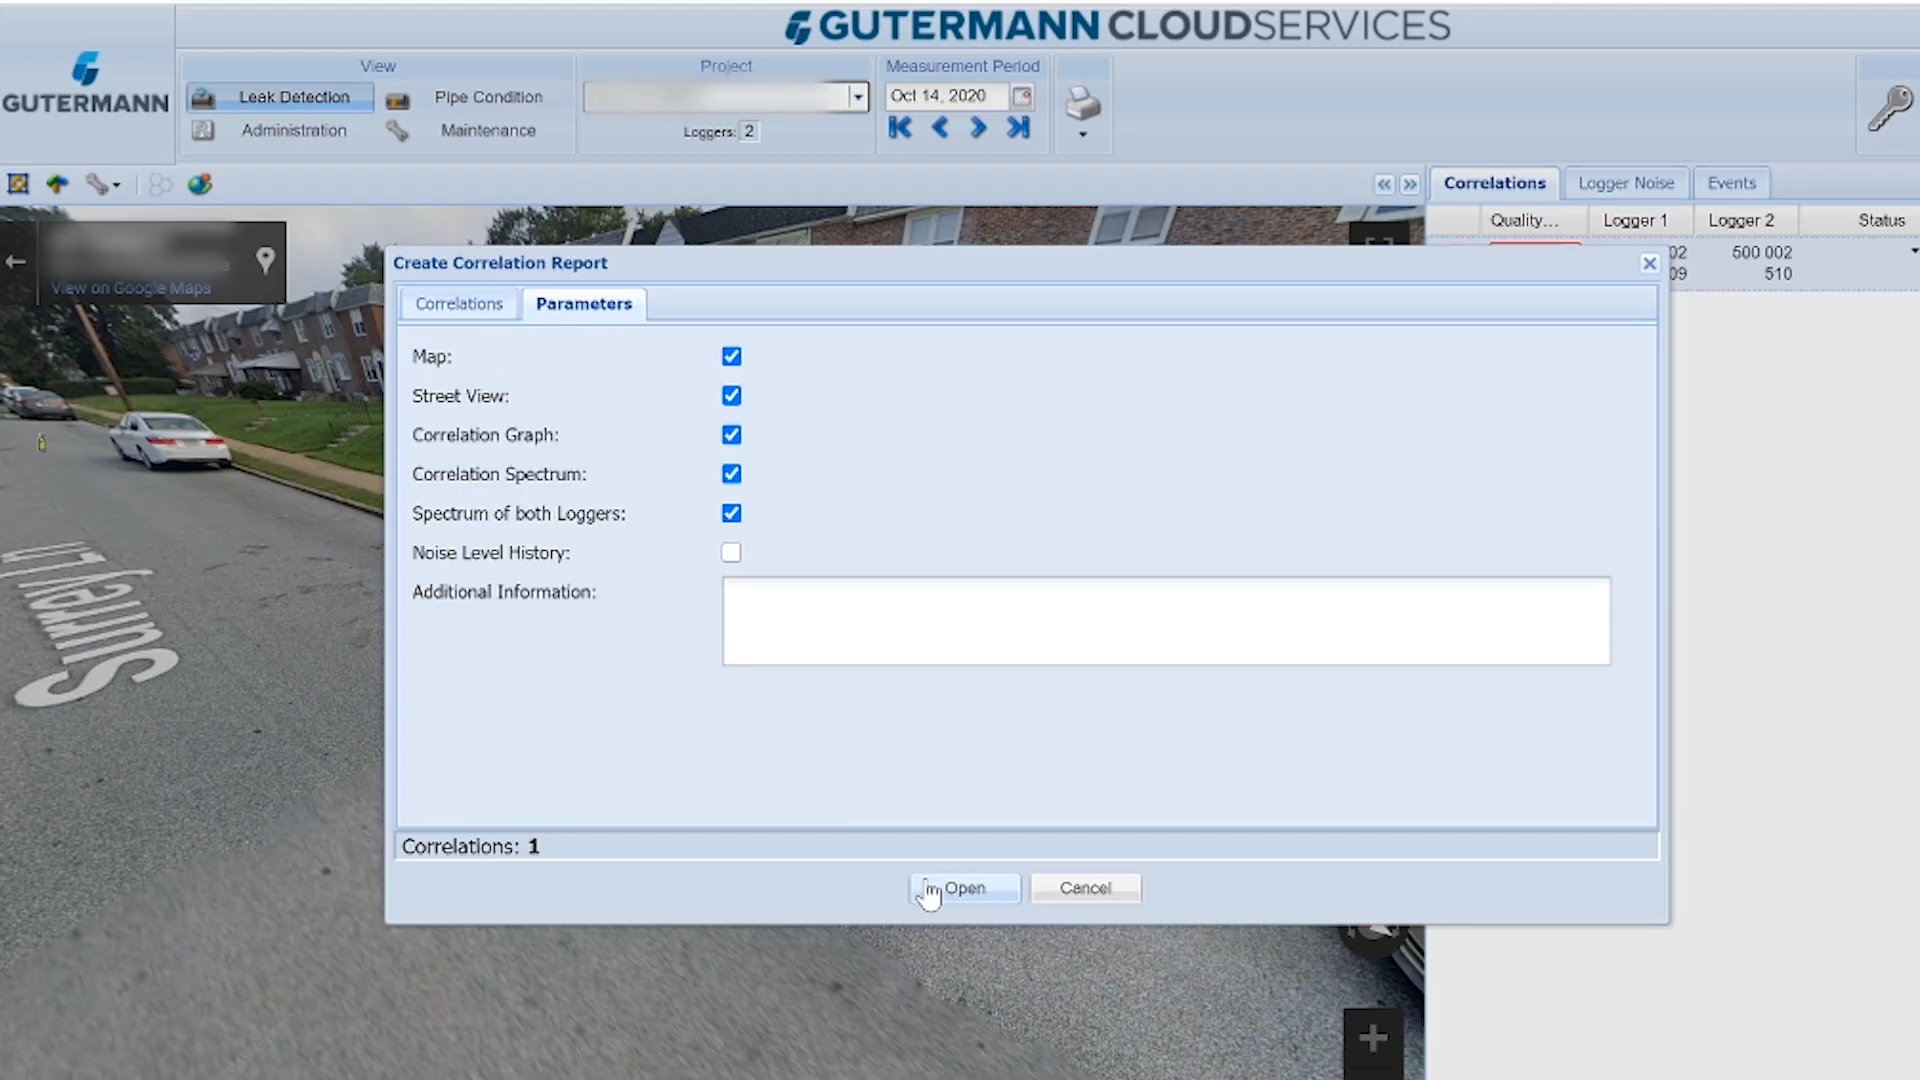 GUTERMANN CLOUDSERVICES
GUTERMANN
View
Leak Detection
Pipe Condition
Administration
Maintenance
Project
Loggers: 2
Measurement Period
Oct 14, 2020
Correlations
Logger Noise
Events
Quality...
Logger 1
Logger 2
Status
02
500 002
09
510
View on Google Maps
Create Correlation Report
Correlations
Parameters
Map:
Street View:
Correlation Graph:
Correlation Spectrum:
Spectrum of both Loggers:
Noise Level History:
Additional Information:
Correlations: 1
Open
Cancel